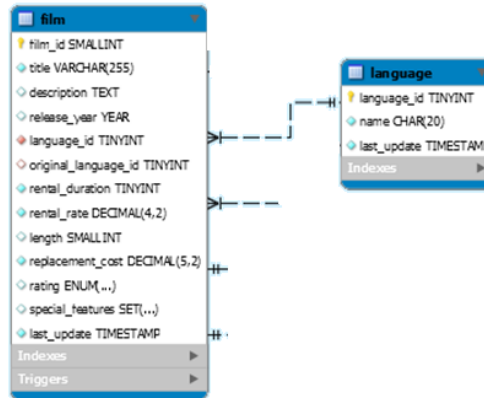 film
film_id SMALLINT
title VARCHAR(255)
description TEXT
release_year YEAR
language_id TINYINT
original_language_id TINYINT
rental_duration TINYINT
rental_rate DECIMAL(4,2)
length SMALLINT
replacement_cost DECIMAL(5,2)
rating ENUM(...)
special_features SET(...)
last_update TIMESTAMP
Indexes
Triggers
language
language_id TINYINT
name CHAR(20)
last_update TIMESTAM
Indexes